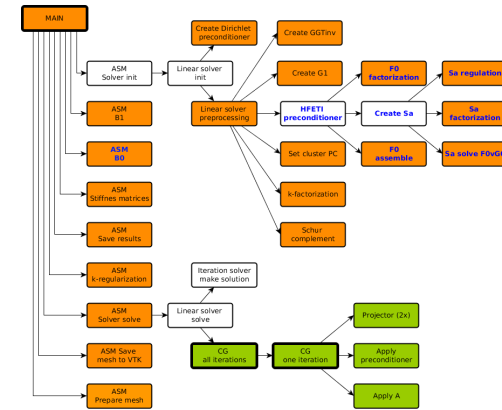 MAIN
Create Dirichlet
preconditioner
Create GGTinv
ASM
Solver init
Linear solver
init
Create G1
F0
factorization
Sa regulation
ASM
B1
Linear solver
preprocessing
HFETI
preconditioner
Create Sa
Sa
factorization
ASM
B0
Set cluster PC
F0
assemble
Sa solve F0vG0
ASM
Stiffnes matrices
k-factorization
ASM
Save results
Schur
complement
ASM
k-regularization
Iteration solver
make solution
ASM
Solver solve
Linear solver
solve
Projector (2x)
ASM Save
mesh to VTK
CG
all iterations
CG
one iteration
Apply
preconditioner
ASM
Prepare mesh
Apply A